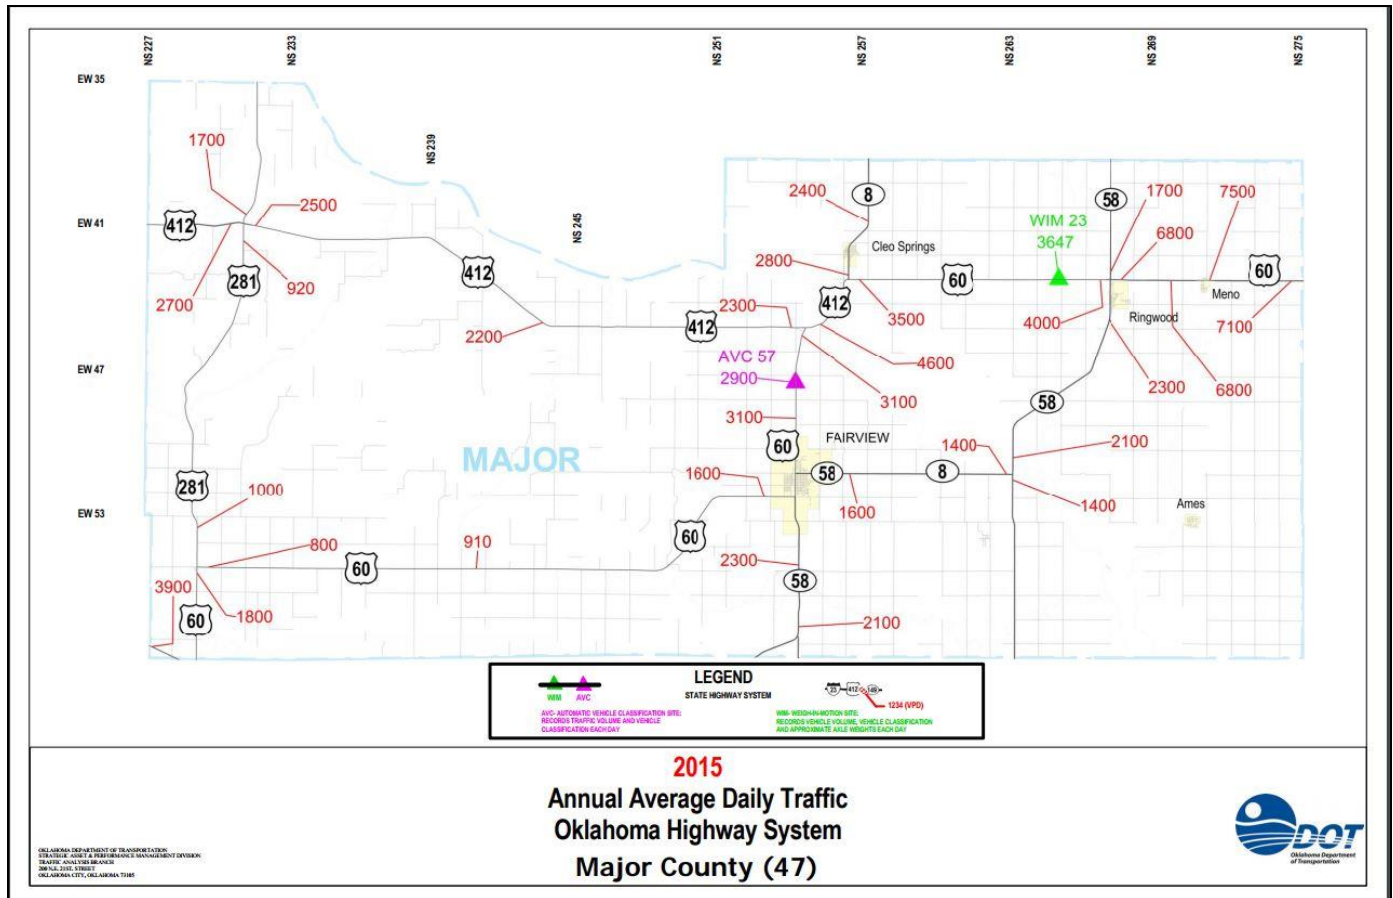 NS 227
NS 233
NS 251
NS 257
NS 263
NS 269
NS 275
EW 35
NS 239
1700
2400
8
58
1700
7500
2500
412
EW 41
NS 245
WIM 23
3647
6800
Cleo Springs
2800
412
281
920
60
60
Meno
2700
2300
412
3500
4000
Ringwood
7100
412
2200
4600
AVC 57
EW 47
2900
2300
6800
3100
58
3100
FAIRVIEW
60
1400
2100
MAJOR
1600
58
8
281
1000
1600
1400
Ames
EW 53
60
800
910
60
2300
58
3900
1800
60
2100
LEGEND
STATE HIGHWAY SYSTEM
WIM
AVC
23
412
149
1234 (VPD)
AVC- AUTOMATIC VEHICLE CLASSIFICATION SITE:
RECORDS TRAFFIC VOLUME AND VEHICLE
CLASSIFICATION EACH DAY
WIM- WEIGH-IN-MOTION SITE:
RECORDS VEHICLE VOLUME, VEHICLE CLASSIFICATION
AND APPROXIMATE AXLE WEIGHTS EACH DAY
2015
Annual Average Daily Traffic
Oklahoma Highway System
Major County (47)
OKLAHOMA DEPARTMENT OF TRANSPORTATION
STRATEGIC ASSET & PERFORMANCE MANAGEMENT DIVISION
TRAFFIC ANALYSIS BRANCH
200 N.E. 21ST. STREET
OKLAHOMA CITY, OKLAHOMA 73105
DOT
Oklahoma Department
of Transportation